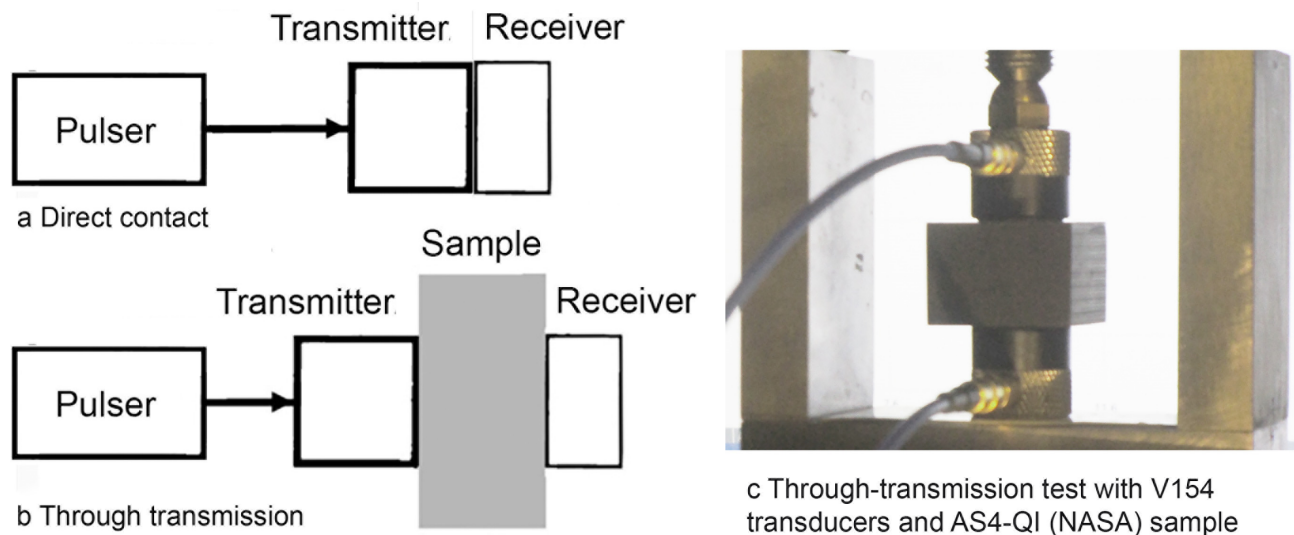 Transmitter Receiver
Pulser
a Direct contact
Sample
Transmitter Receiver
Pulser
b Through transmission
c Through-transmission test with V154
transducers and AS4-QI (NASA) sample